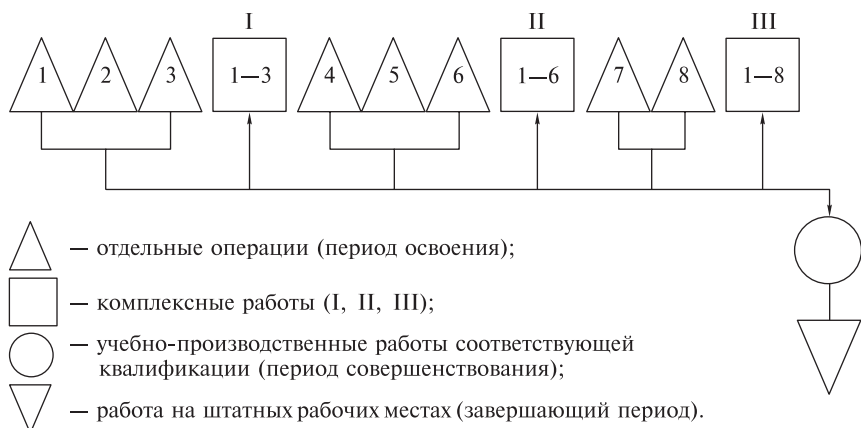 I II III
1 2 3 1—3 4 5 6 1—6 7 8 1—8
— отдельные операции (период освоения);
— комплексные работы (I, II, III);
— учебно-производственные работы соответствующей
квалификации (период совершенствования);
— работа на штатных рабочих местах (завершающий период).